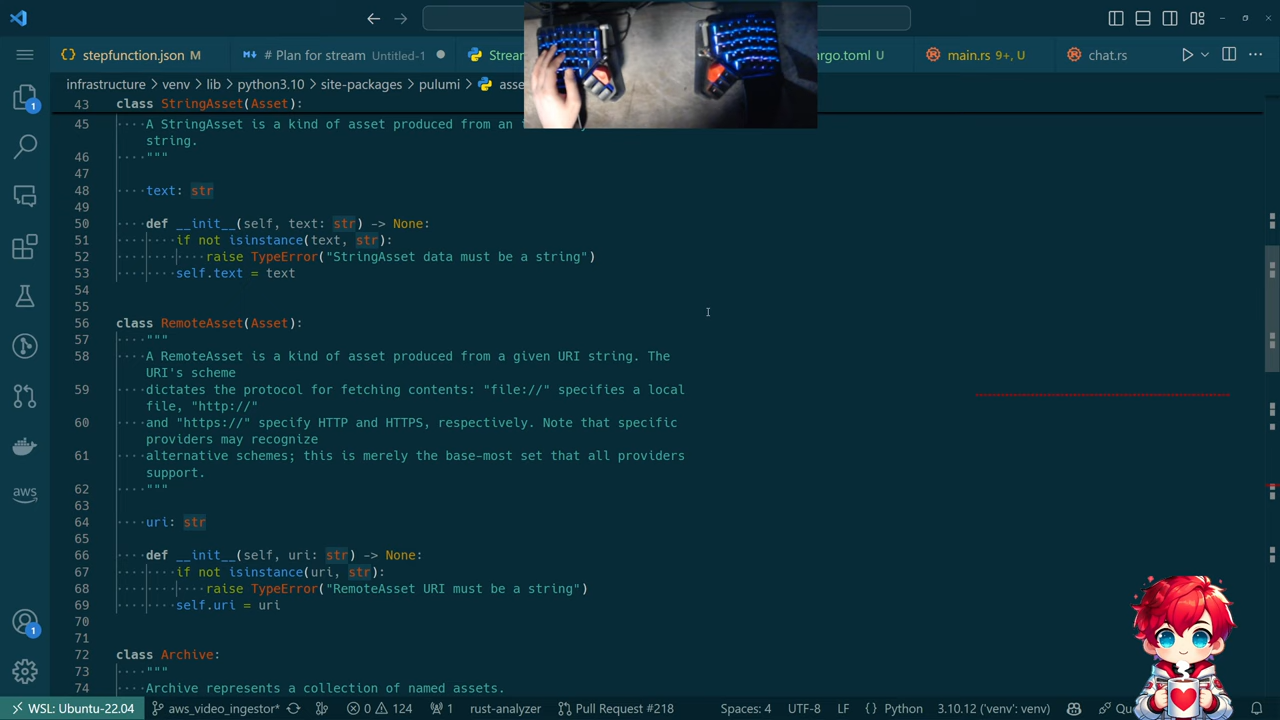 stepfunction.json M
# Plan for stream Untitled-1
Stream
argo.toml U
main.rs 9+, U
chat.rs
infrastructure > venv > lib > python3.10 > site-packages > pulumi > asse
43 class StringAsset(Asset):
45 A StringAsset is a kind of asset produced from an
string.
46 """
47
48 text: str
49
50 def __init__(self, text: str) -> None:
51 if not isinstance(text, str):
52 raise TypeError("StringAsset data must be a string")
53 self.text = text
54
55
56 class RemoteAsset(Asset):
57 """
58 A RemoteAsset is a kind of asset produced from a given URI string. The
URI's scheme
59 dictates the protocol for fetching contents: "file://" specifies a local
file, "http://"
60 and "https://" specify HTTP and HTTPS, respectively. Note that specific
providers may recognize
61 alternative schemes; this is merely the base-most set that all providers
support.
62 """
63
64 uri: str
65
66 def __init__(self, uri: str) -> None:
67 if not isinstance(uri, str):
68 raise TypeError("RemoteAsset URI must be a string")
69 self.uri = uri
70
71
72 class Archive:
73 """
74 Archive represents a collection of named assets.
aws
1
1
WSL: Ubuntu-22.04 aws_video_ingestor* 0 124 1 rust-analyzer Pull Request #218 Spaces: 4 UTF-8 LF Python 3.10.12 ('venv': venv) Qu